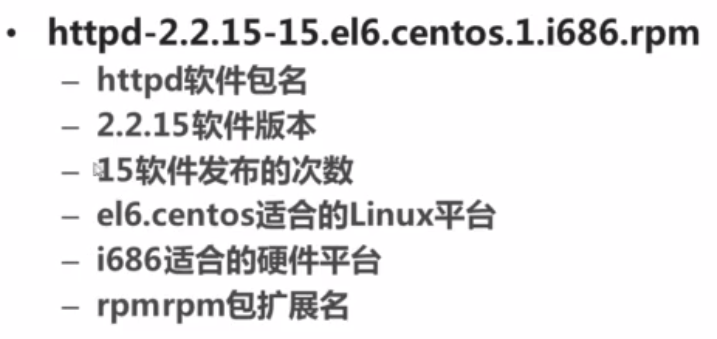 • httpd-2.2.15-15.el6.centos.1.i686.rpm
– httpd软件包名
– 2.2.15软件版本
– 15软件发布的次数
– el6.centos适合的Linux平台
– i686适合的硬件平台
– rpmrpm包扩展名